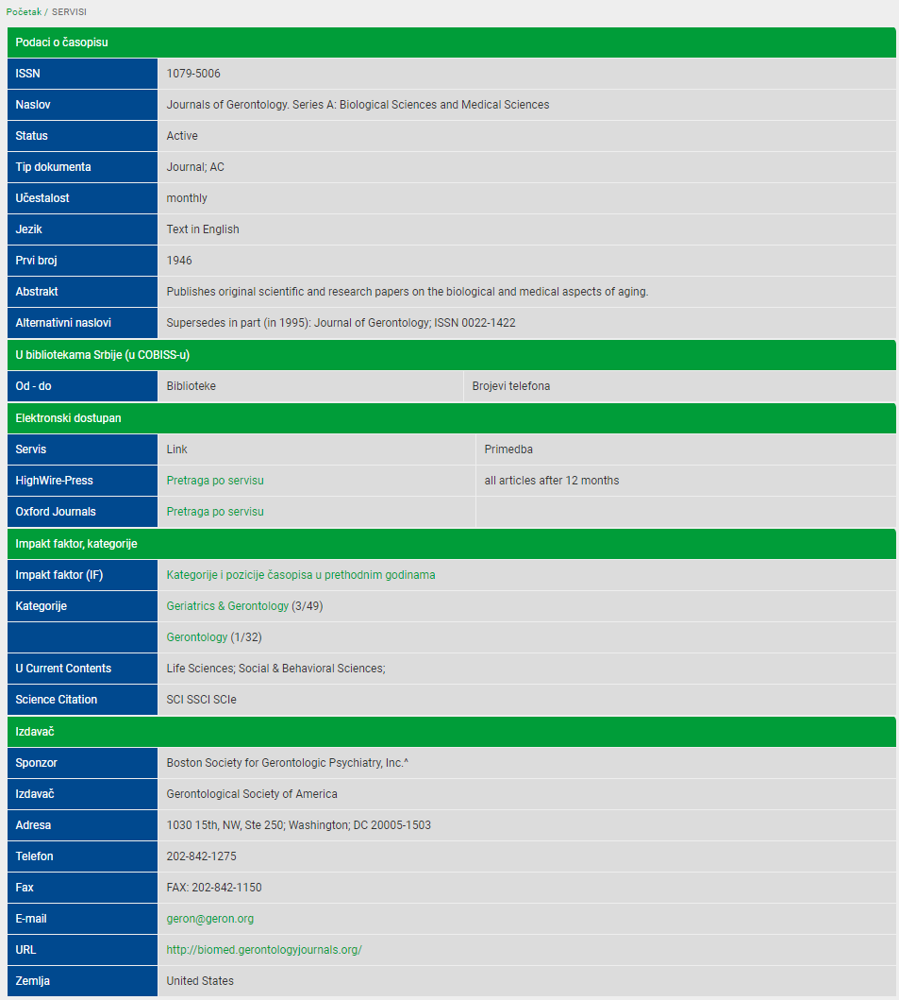 Početak / SERVISI
Podaci o časopisu
ISSN 1079-5006
Naslov Journals of Gerontology. Series A: Biological Sciences and Medical Sciences
Status Active
Tip dokumenta Journal; AC
Učestalost monthly
Jezik Text in English
Prvi broj 1946
Abstrakt Publishes original scientific and research papers on the biological and medical aspects of aging.
Alternativni naslovi Supersedes in part (in 1995): Journal of Gerontology; ISSN 0022-1422
U bibliotekama Srbije (u COBISS-u)
Od - do Biblioteke Brojevi telefona
Elektronski dostupan
Servis Link Primedba
HighWire-Press Pretraga po servisu all articles after 12 months
Oxford Journals Pretraga po servisu
Impakt faktor, kategorije
Impakt faktor (IF) Kategorije i pozicije časopisa u prethodnim godinama
Kategorije Geriatrics & Gerontology (3/49)
Gerontology (1/32)
U Current Contents Life Sciences; Social & Behavioral Sciences;
Science Citation SCI SSCI SCIe
Izdavač
Sponzor Boston Society for Gerontologic Psychiatry, Inc.^
Izdavač Gerontological Society of America
Adresa 1030 15th, NW, Ste 250; Washington; DC 20005-1503
Telefon 202-842-1275
Fax FAX: 202-842-1150
E-mail geron@geron.org
URL http://biomed.gerontologyjournals.org/
Zemlja United States